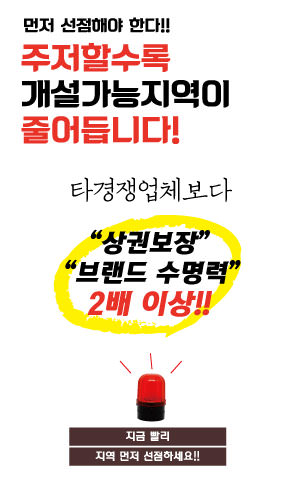 먼저 선점해야 한다!!
주저할수록
개설가능지역이
줄어듭니다!
타경쟁업체보다
“상권보장”
“브랜드 수명력”
2배 이상!!
지금 빨리
지역 먼저 선점하세요!!